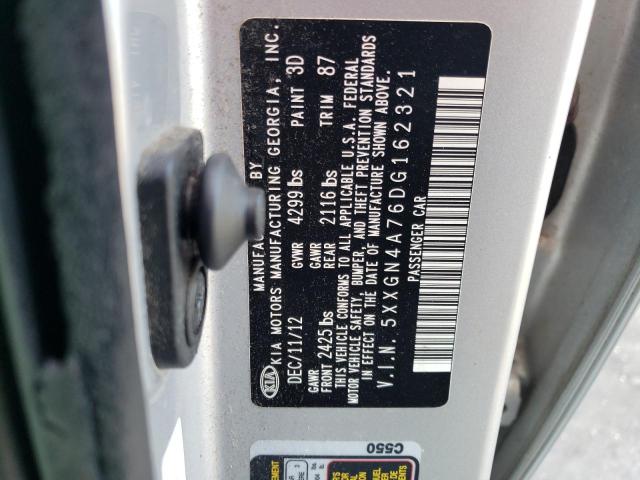 MANUFACTURED BY
KIA KIA MOTORS MANUFACTURING GEORGIA, INC.
DEC/11/12 GVWR 4299 lbs PAINT 3D
GAWR FRONT 2425 lbs GAWR REAR 2116 lbs TRIM 87
THIS VEHICLE CONFORMS TO ALL APPLICABLE U.S.A. FEDERAL
MOTOR VEHICLE SAFETY, BUMPER, AND THEFT PREVENTION STANDARDS
IN EFFECT ON THE DATE OF MANUFACTURE SHOWN ABOVE.
V.I.N. 5XXGN4A76DG162321
PASSENGER CAR
C550